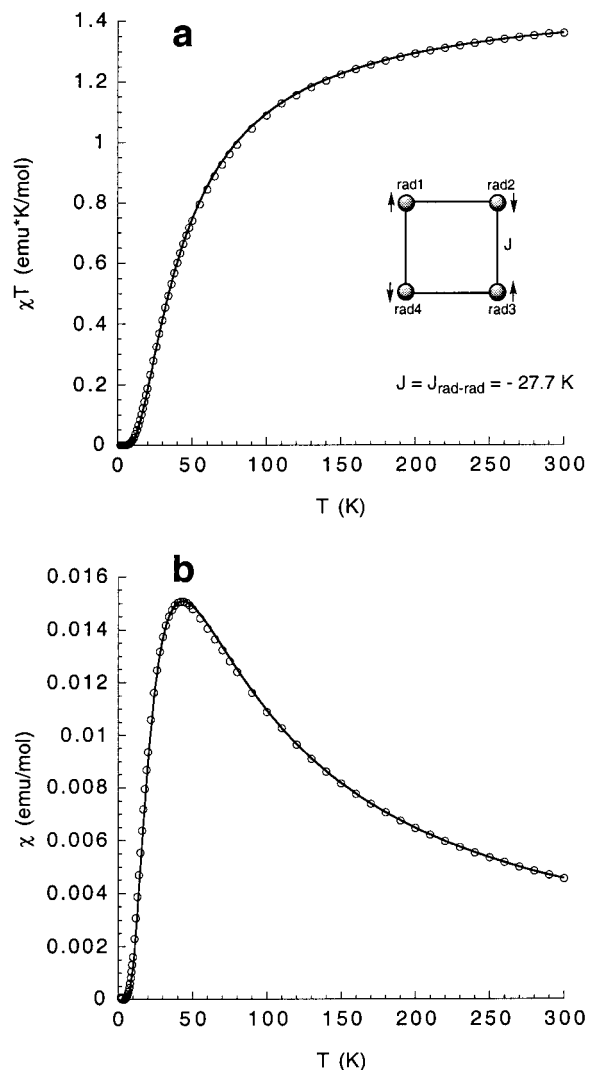 a
1.4
1.2
1
0.8
0.6
0.4
0.2
0
χT (emu*K/mol)
rad1 rad2
J
rad4 rad3
J = J_rad-rad = - 27.7 K
0 50 100 150 200 250 300
T (K)
b
0.016
0.014
0.012
0.01
0.008
0.006
0.004
0.002
0
χ (emu/mol)
0 50 100 150 200 250 300
T (K)